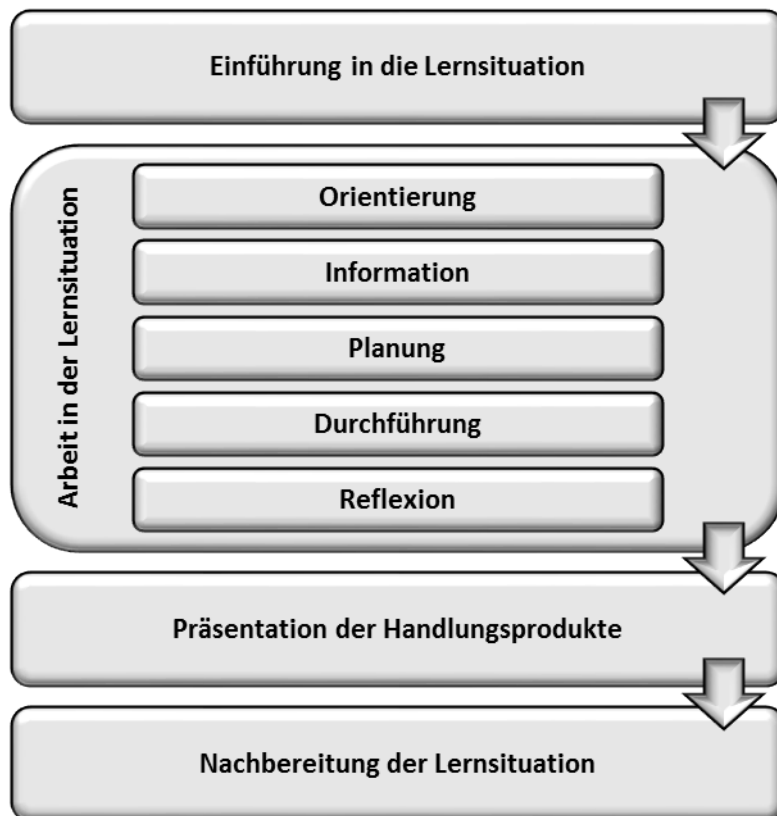 Einführung in die Lernsituation
Arbeit in der Lernsituation
Orientierung
Information
Planung
Durchführung
Reflexion
Präsentation der Handlungsprodukte
Nachbereitung der Lernsituation